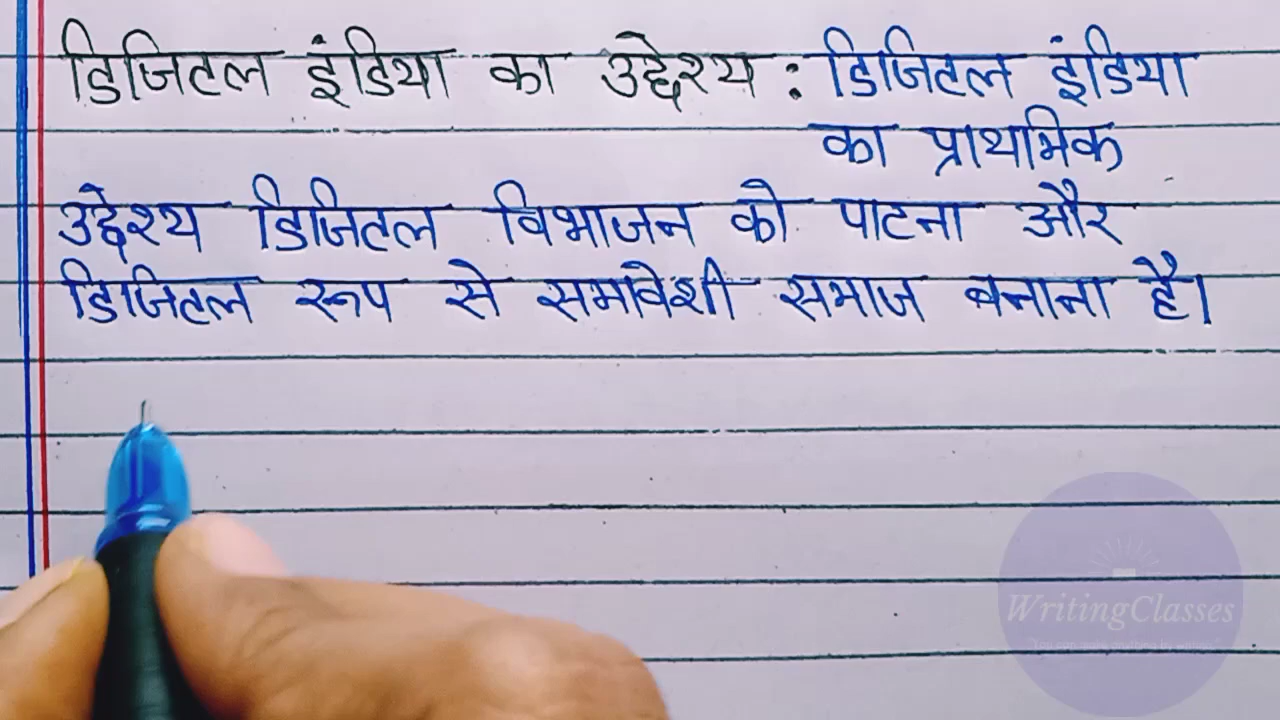 डिजिटल इंडिया का उद्देश्य : डिजिटल इंडिया
का प्राथमिक
उद्देश्य डिजिटल विभाजन को पाटना और
डिजिटल रूप से समावेशी समाज बनाना है।
WritingClasses